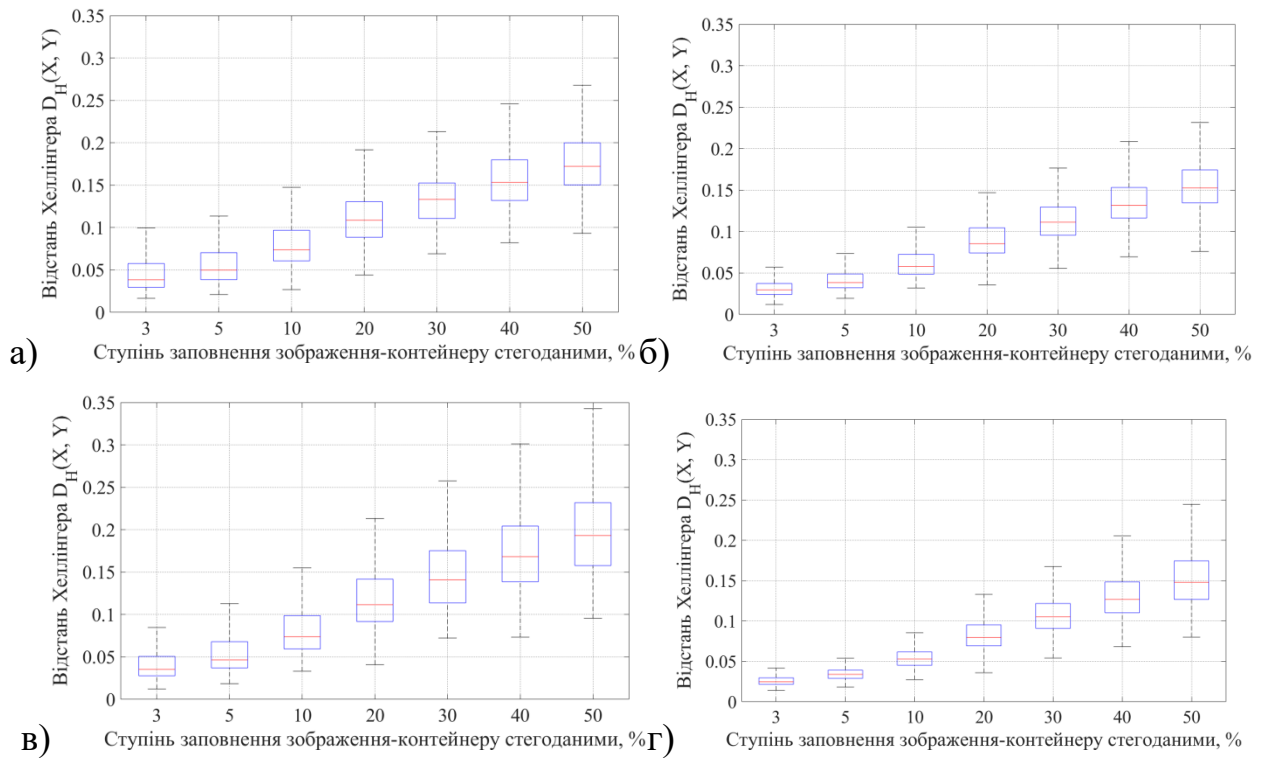 0.35
0.3
0.25
0.2
0.15
0.1
0.05
0
Відстань Хеллінгера D_H(X, Y)
3 5 10 20 30 40 50
Ступінь заповнення зображення-контейнеру стегоданими, %
а)
0.35
0.3
0.25
0.2
0.15
0.1
0.05
0
Відстань Хеллінгера D_H(X, Y)
3 5 10 20 30 40 50
Ступінь заповнення зображення-контейнеру стегоданими, %
б)
0.35
0.3
0.25
0.2
0.15
0.1
0.05
0
Відстань Хеллінгера D_H(X, Y)
3 5 10 20 30 40 50
Ступінь заповнення зображення-контейнеру стегоданими, %
в)
0.35
0.3
0.25
0.2
0.15
0.1
0.05
0
Відстань Хеллінгера D_H(X, Y)
3 5 10 20 30 40 50
Ступінь заповнення зображення-контейнеру стегоданими, %
г)